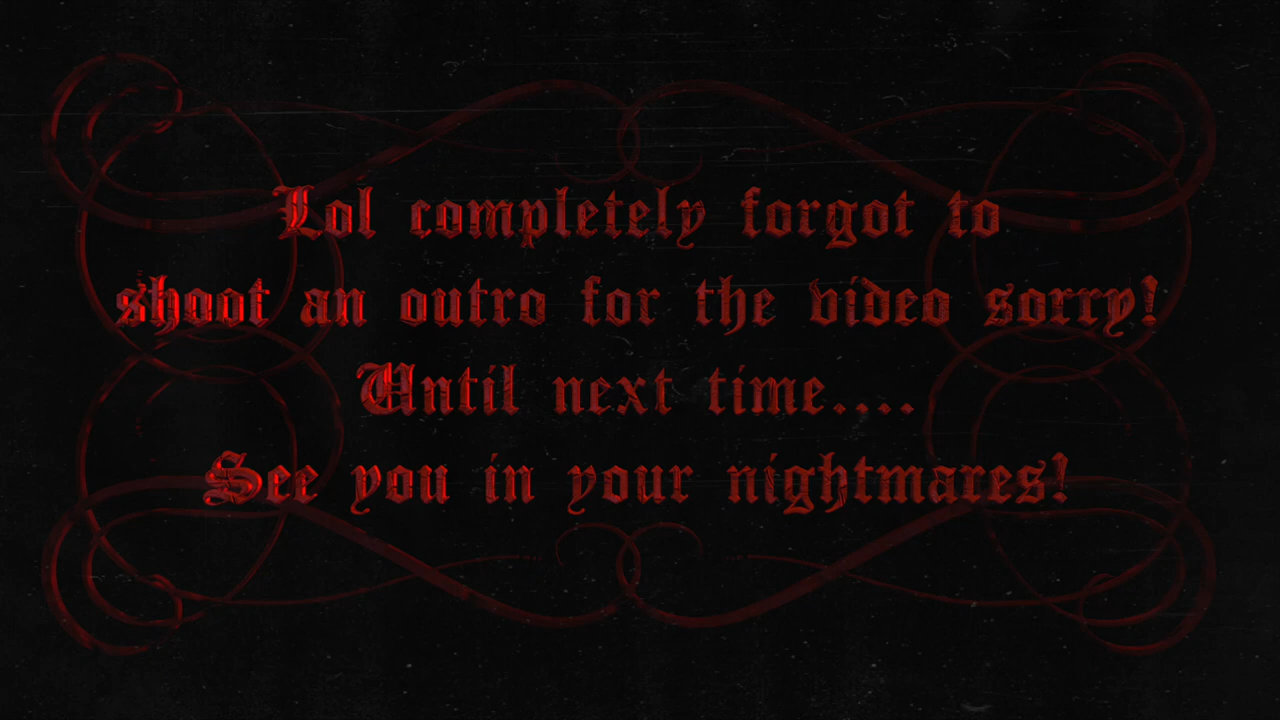 Lol completely forgot to
shoot an outro for the video sorry!
Until next time....
See you in your nightmares!